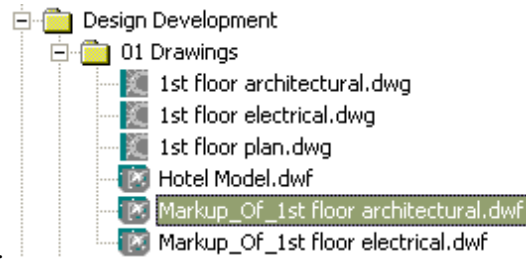 Design Development
01 Drawings
1st floor architectural.dwg
1st floor electrical.dwg
1st floor plan.dwg
Hotel Model.dwf
Markup_Of_1st floor architectural.dwf
Markup_Of_1st floor electrical.dwf